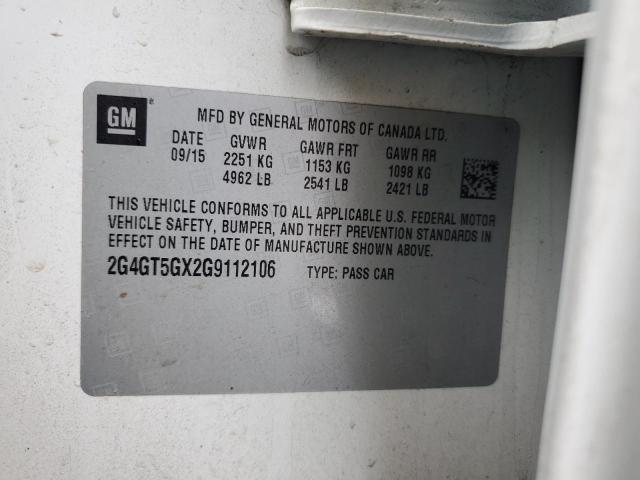 GM
MFD BY GENERAL MOTORS OF CANADA LTD.
DATE GVWR GAWR FRT GAWR RR
09/15 2251 KG 1153 KG 1098 KG
4962 LB 2541 LB 2421 LB
THIS VEHICLE CONFORMS TO ALL APPLICABLE U.S. FEDERAL MOTOR
VEHICLE SAFETY, BUMPER, AND THEFT PREVENTION STANDARDS IN
EFFECT ON THE DATE OF MANUFACTURE SHOWN ABOVE.
2G4GT5GX2G9112106 TYPE: PASS CAR